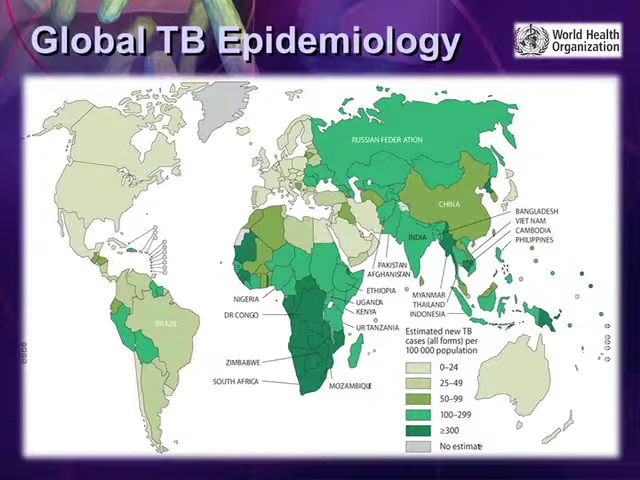 Global TB Epidemiology
World Health
Organization
RUSSIAN FEDERATION
CHINA
BANGLADESH
VIET NAM
CAMBODIA
PHILIPPINES
INDIA
PAKISTAN
AFGHANISTAN
ETHIOPIA
MYANMAR
THAILAND
INDONESIA
NIGERIA
UGANDA
KENYA
DR CONGO
UR TANZANIA
BRAZIL
ZIMBABWE
SOUTH AFRICA
MOZAMBIQUE
Estimated new TB
cases (all forms) per
100 000 population
0–24
25–49
50–99
100–299
≥300
No estimate